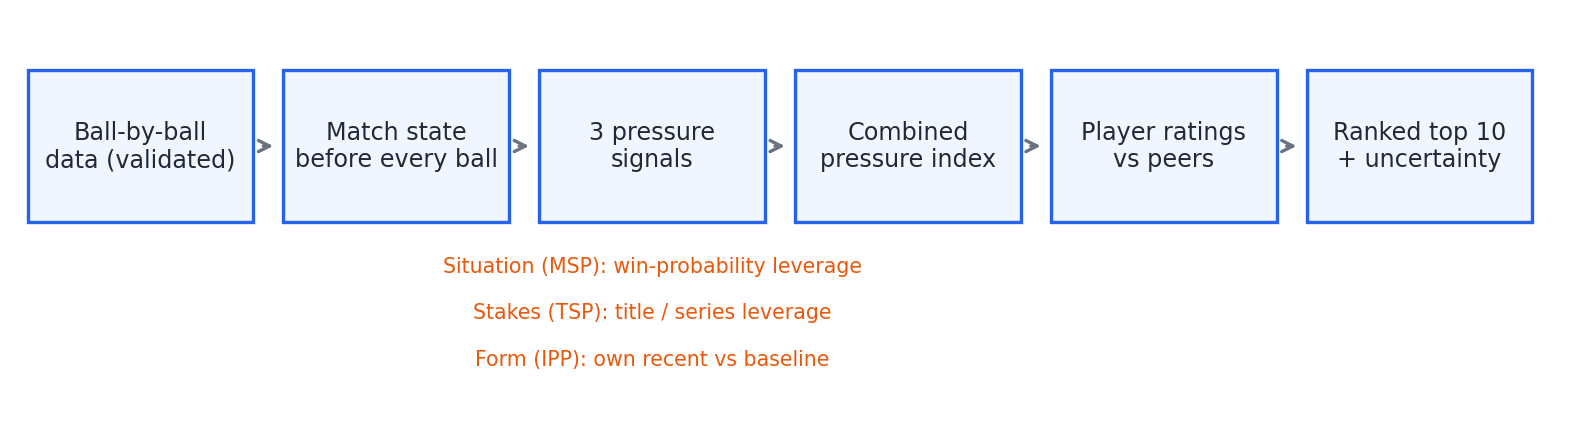 Ball-by-ball
data (validated)
Match state
before every ball
3 pressure
signals
Combined
pressure index
Player ratings
vs peers
Ranked top 10
+ uncertainty
Situation (MSP): win-probability leverage
Stakes (TSP): title / series leverage
Form (IPP): own recent vs baseline